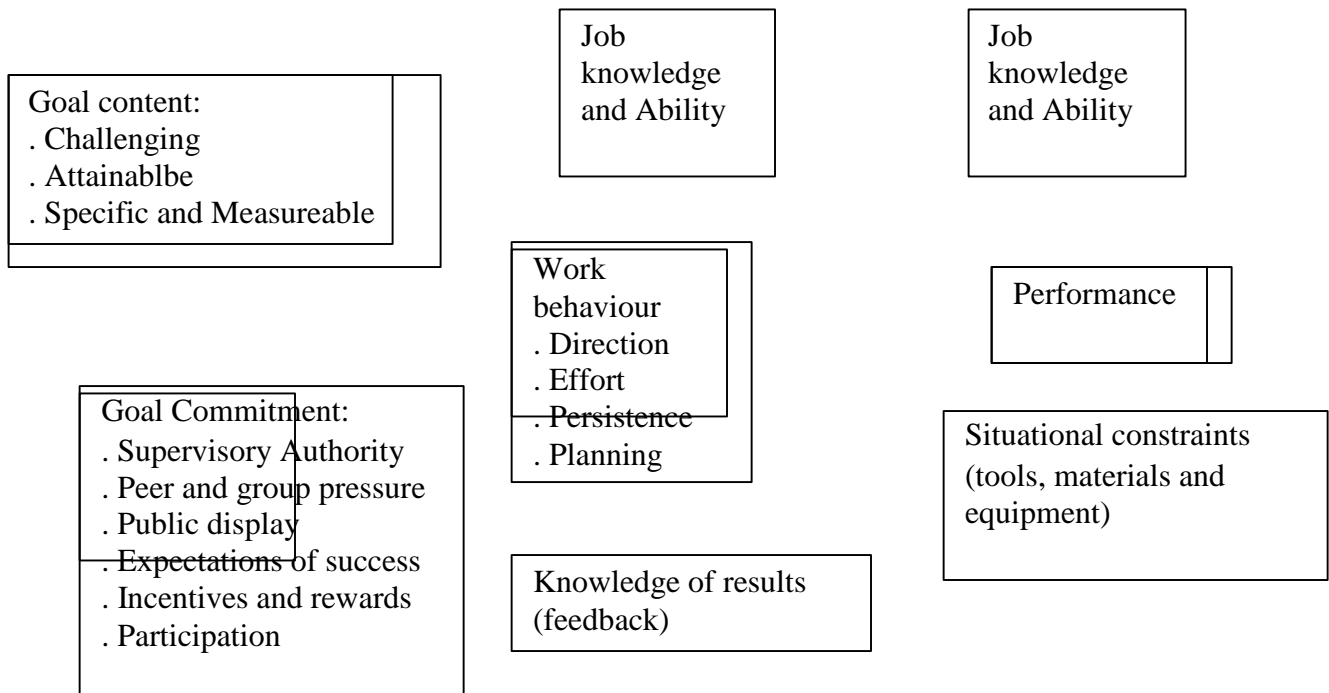 Goal content:
. Challenging
. Attainablbe
. Specific and Measureable
Job
knowledge
and Ability
Job
knowledge
and Ability
Work
behaviour
. Direction
. Effort
. Persistence
. Planning
Performance
Goal Commitment:
. Supervisory Authority
. Peer and group pressure
. Public display
. Expectations of success
. Incentives and rewards
. Participation
Knowledge of results
(feedback)
Situational constraints
(tools, materials and
equipment)